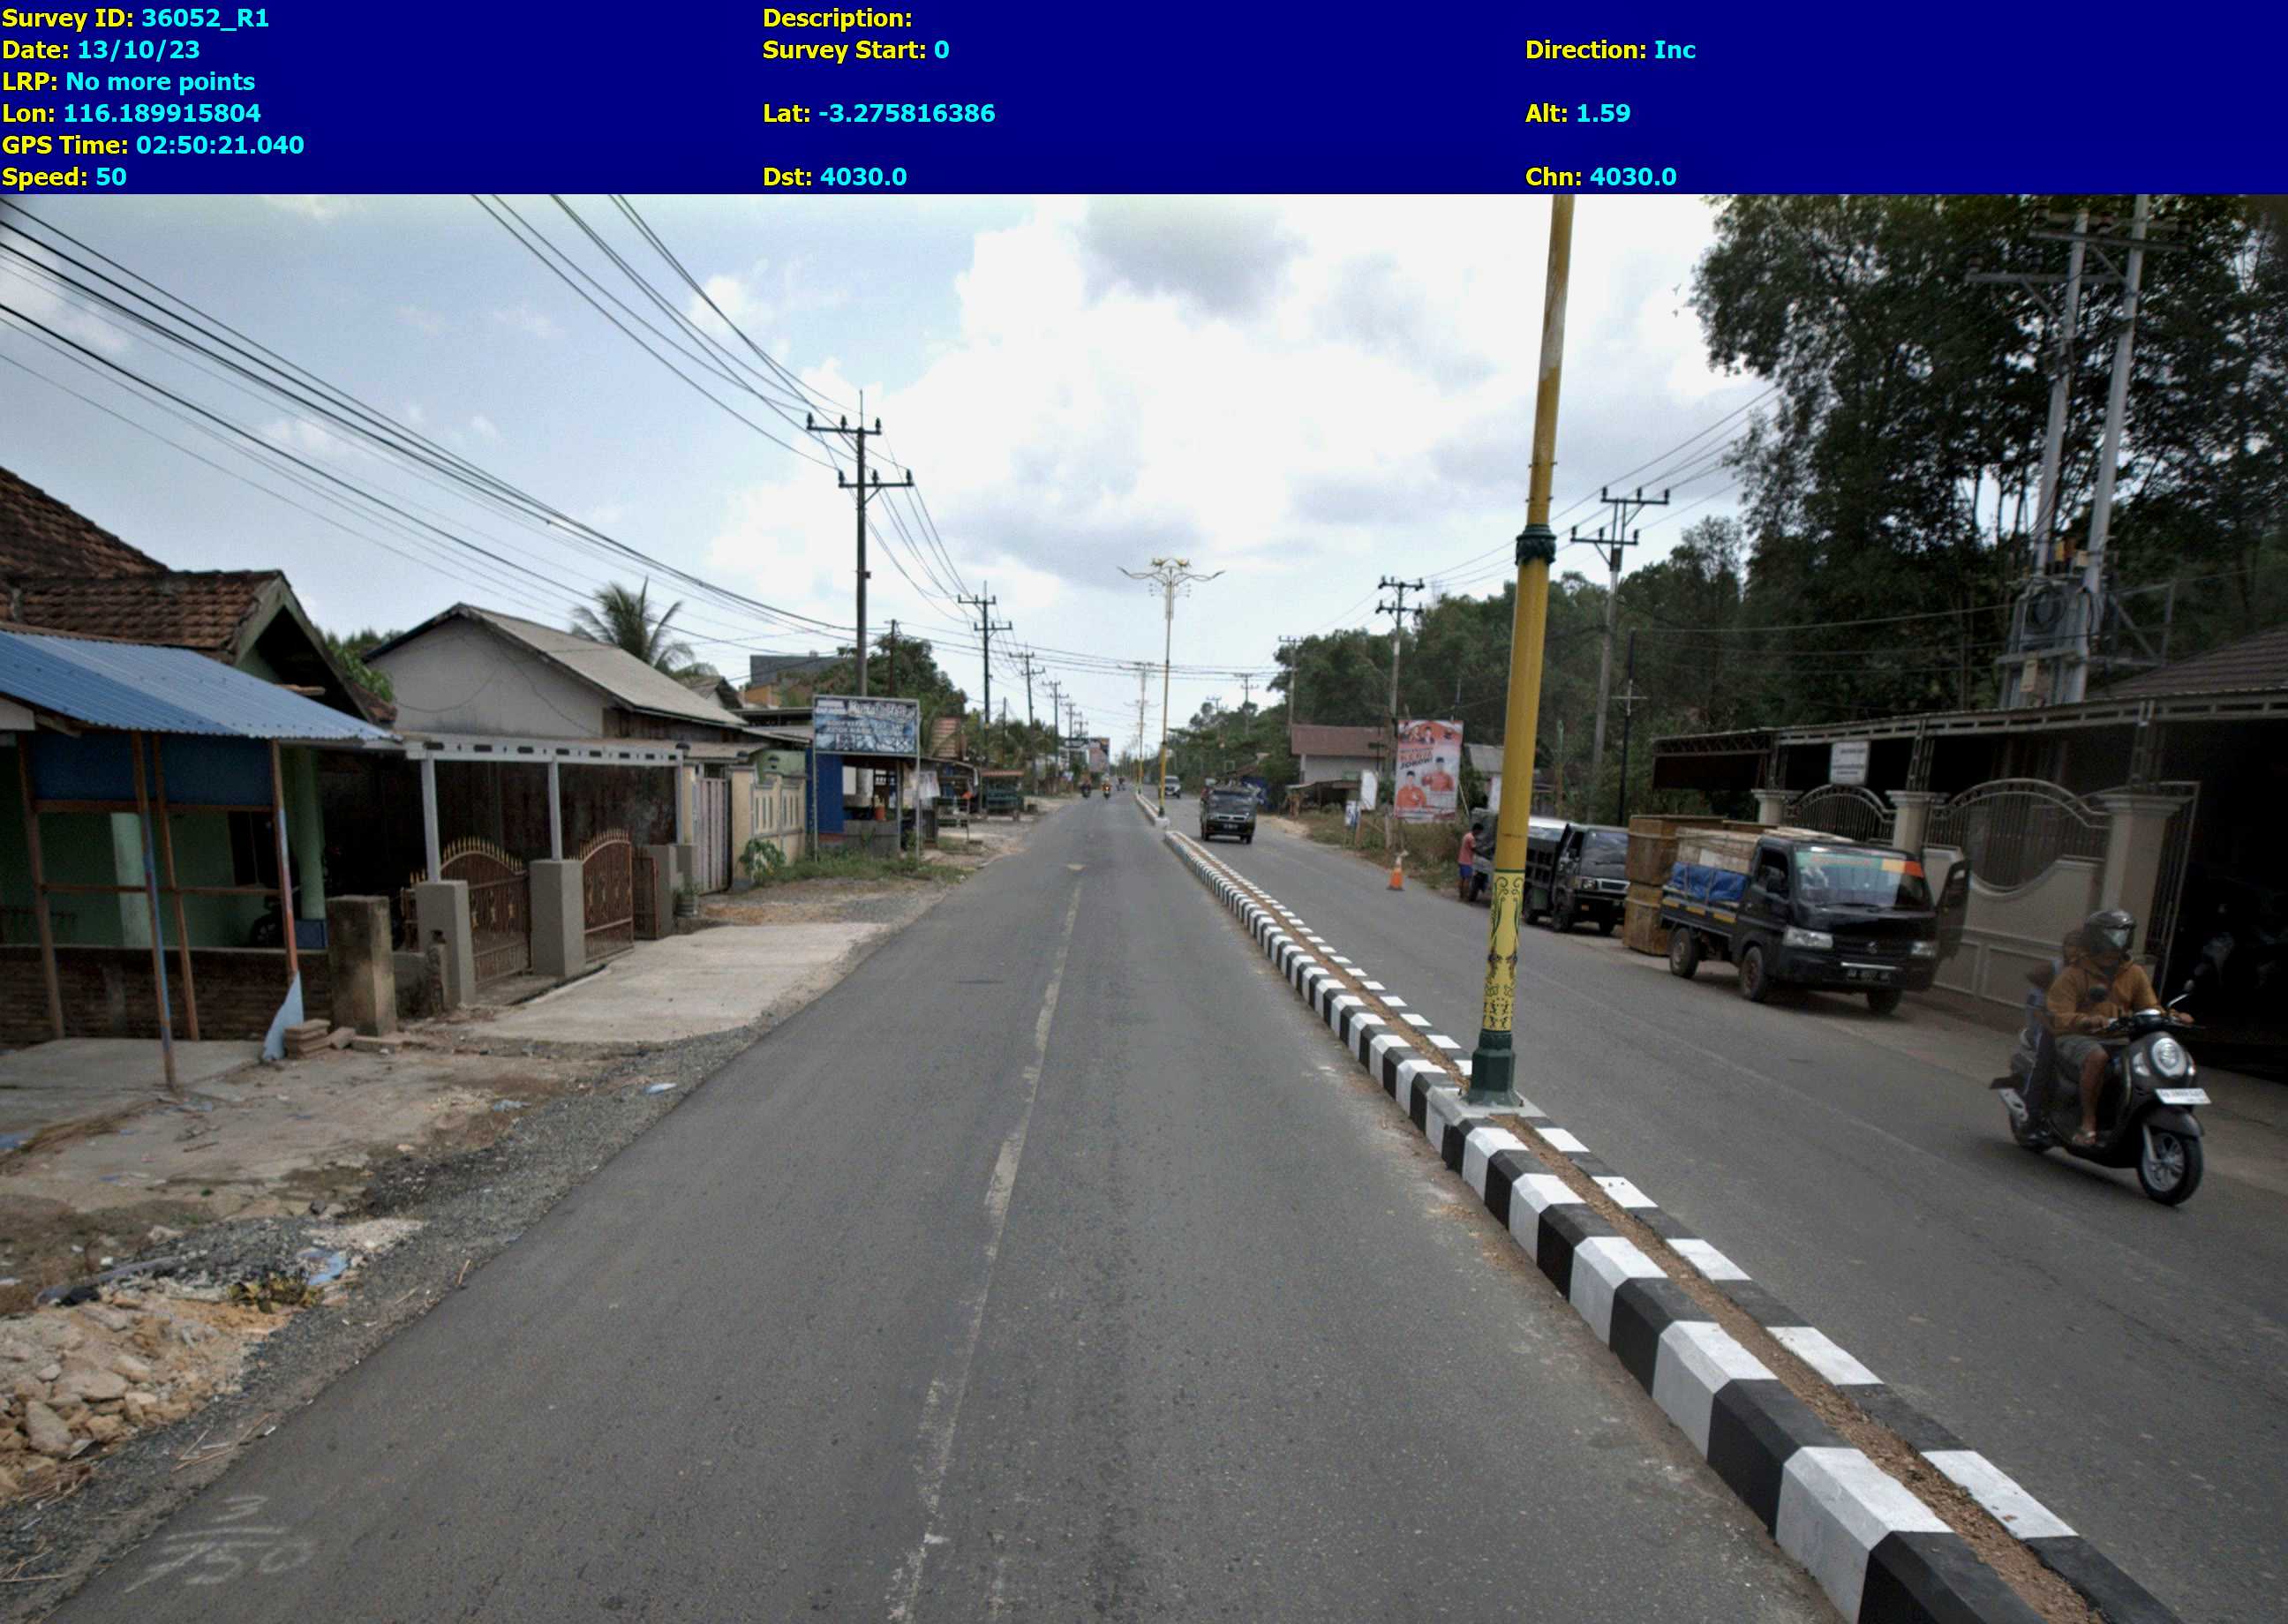 Survey ID: 36052_R1
Description:
Date: 13/10/23
Survey Start: 0
Direction: Inc
LRP: No more points
Lon: 116.189915804
Lat: -3.275816386
Alt: 1.59
GPS Time: 02:50:21.040
Speed: 50
Dst: 4030.0
Chn: 4030.0